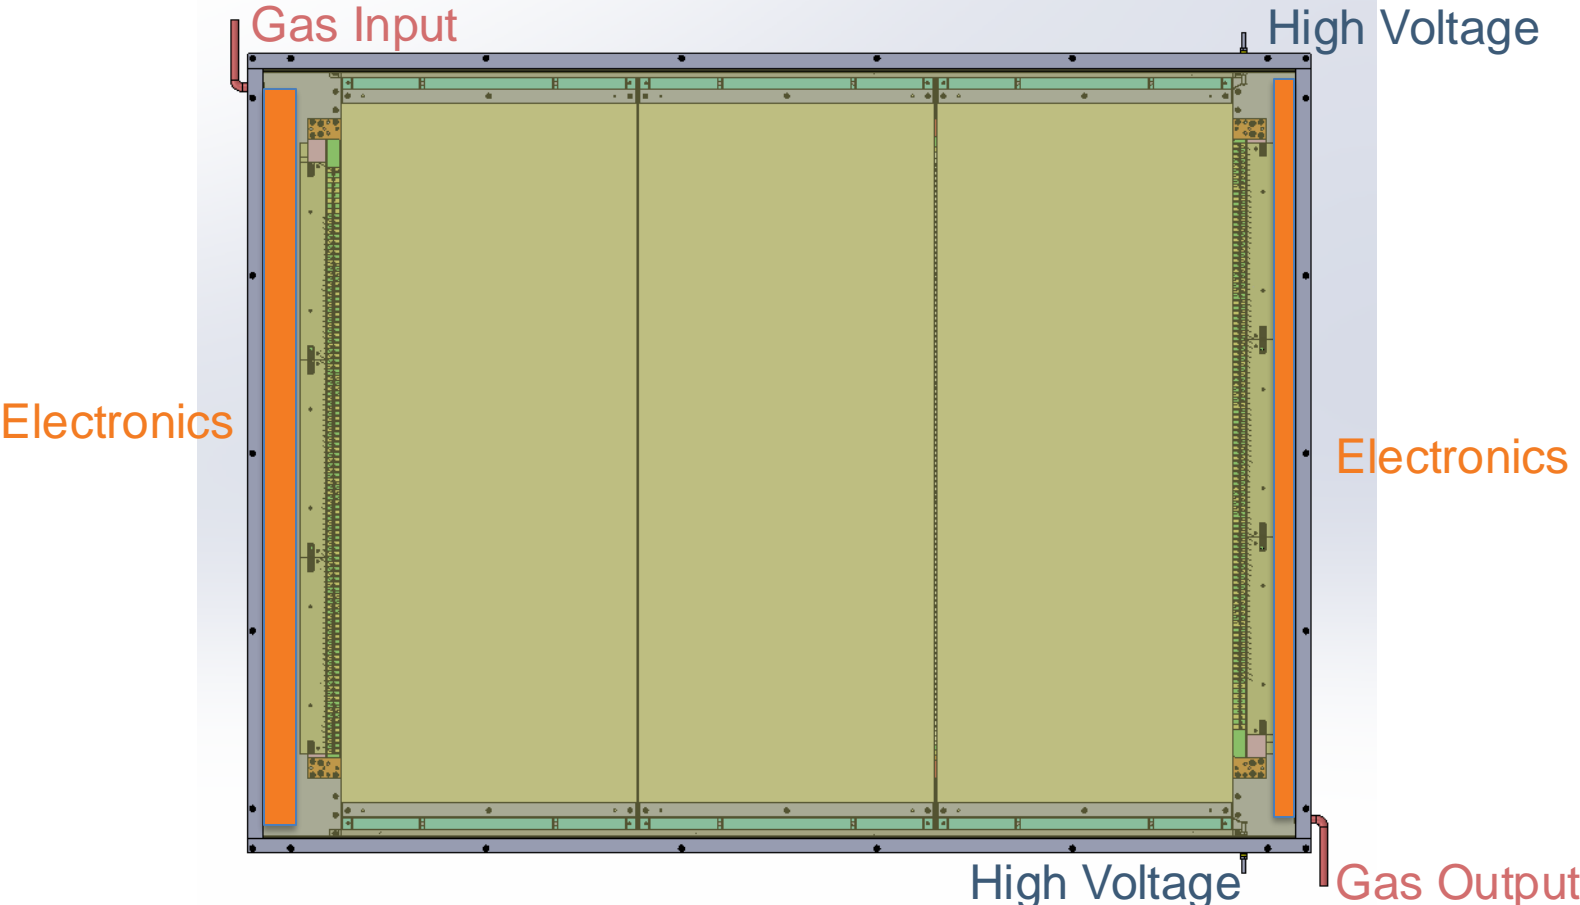 Gas Input
High Voltage
Electronics
Electronics
High Voltage
Gas Output